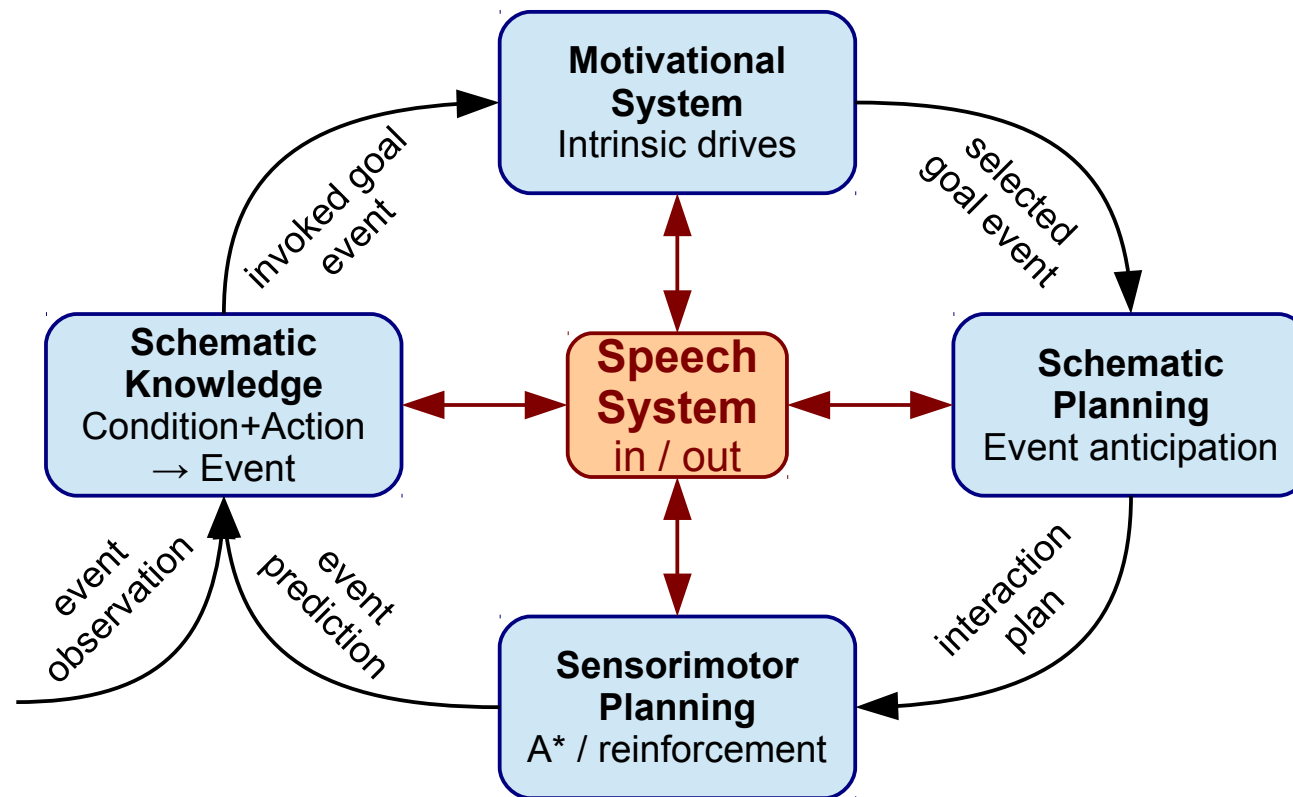 Motivational
System
Intrinsic drives
invoked goal
event
selected
goal event
Schematic
Knowledge
Condition+Action
→ Event
Speech
System
in / out
Schematic
Planning
Event anticipation
event
observation
event
prediction
interaction
plan
Sensorimotor
Planning
A* / reinforcement